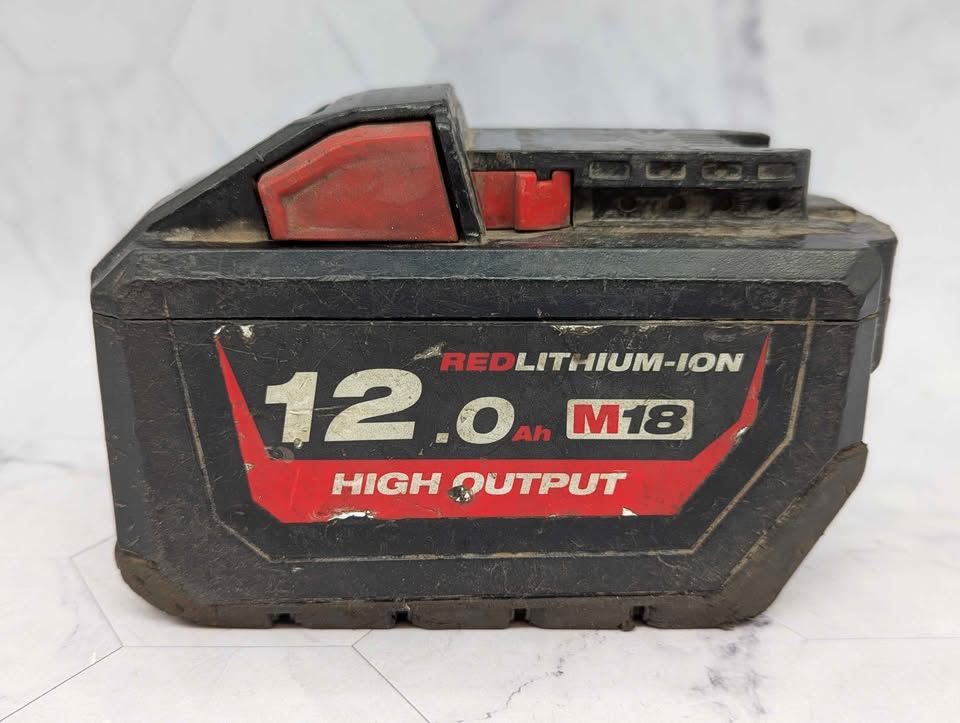 REDLITHIUM-ION
12.0Ah M18
HIGH OUTPUT